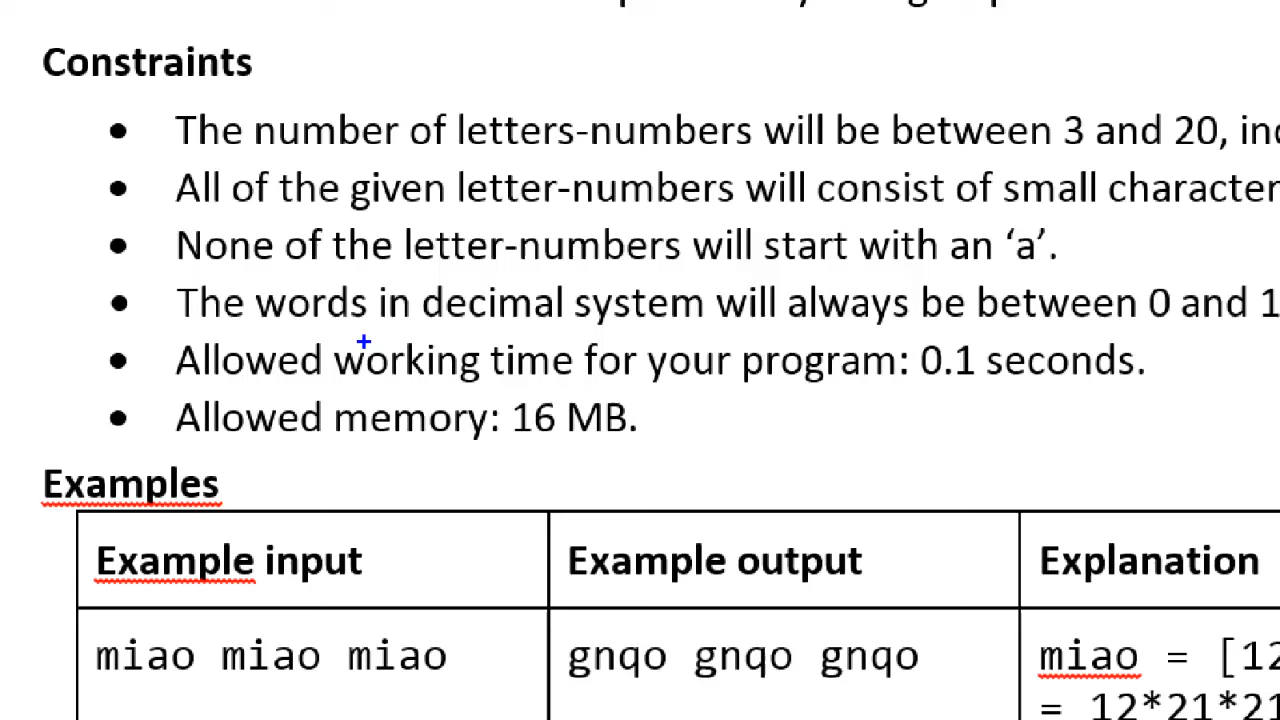 Constraints
• The number of letters-numbers will be between 3 and 20,
• All of the given letter-numbers will consist of small
• None of the letter-numbers will start with an ‘a’.
• The words in decimal system will always be between 0 and
• Allowed working time for your program: 0.1 seconds.
• Allowed memory: 16 MB.
Examples
Example input Example output Explanation
miao miao miao gnqo gnqo gnqo miao = [12
= 12*21*21